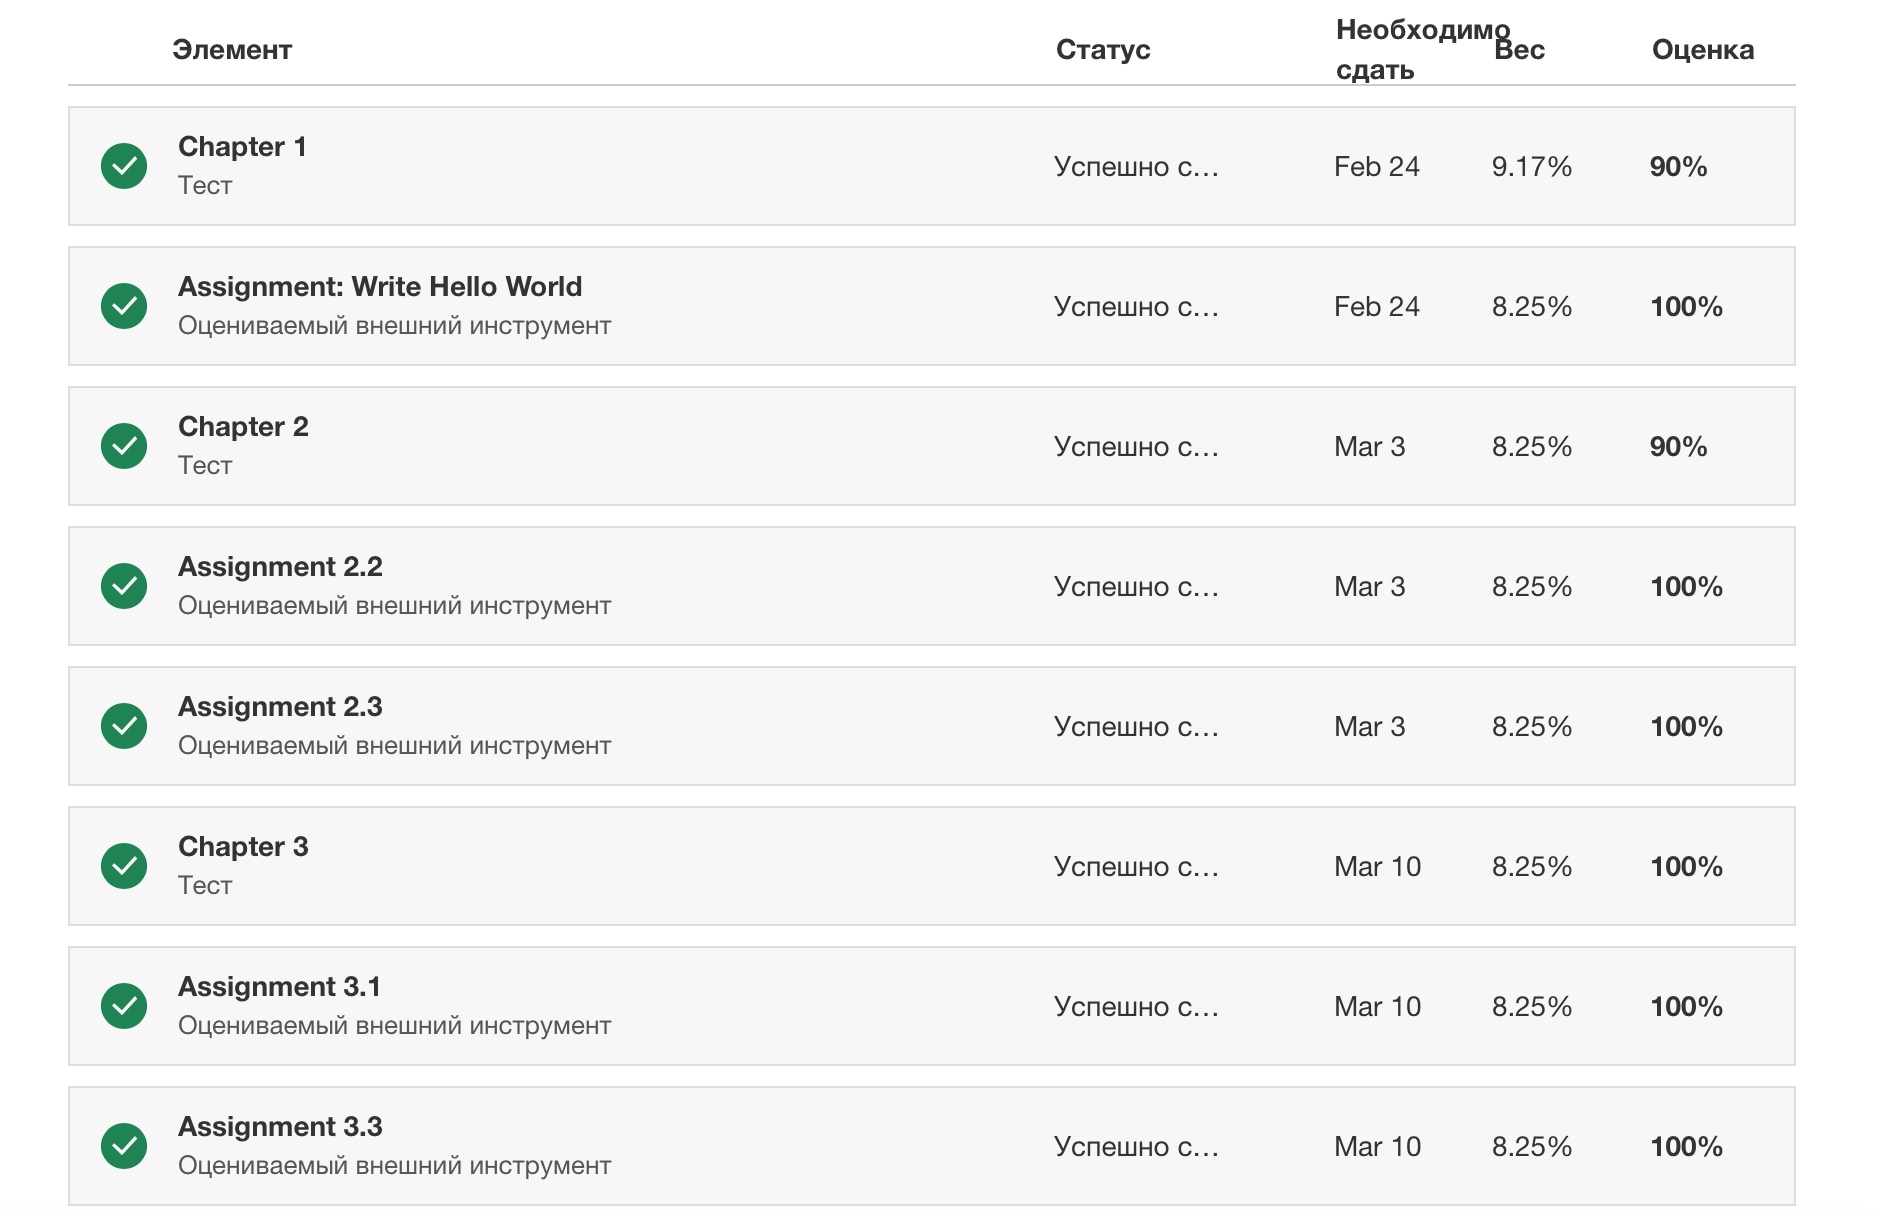 Элемент Статус Необходимо сдать Вес Оценка
Chapter 1
Тест
Успешно с... Feb 24 9.17% 90%
Assignment: Write Hello World
Оцениваемый внешний инструмент
Успешно с... Feb 24 8.25% 100%
Chapter 2
Тест
Успешно с... Mar 3 8.25% 90%
Assignment 2.2
Оцениваемый внешний инструмент
Успешно с... Mar 3 8.25% 100%
Assignment 2.3
Оцениваемый внешний инструмент
Успешно с... Mar 3 8.25% 100%
Chapter 3
Тест
Успешно с... Mar 10 8.25% 100%
Assignment 3.1
Оцениваемый внешний инструмент
Успешно с... Mar 10 8.25% 100%
Assignment 3.3
Оцениваемый внешний инструмент
Успешно с... Mar 10 8.25% 100%